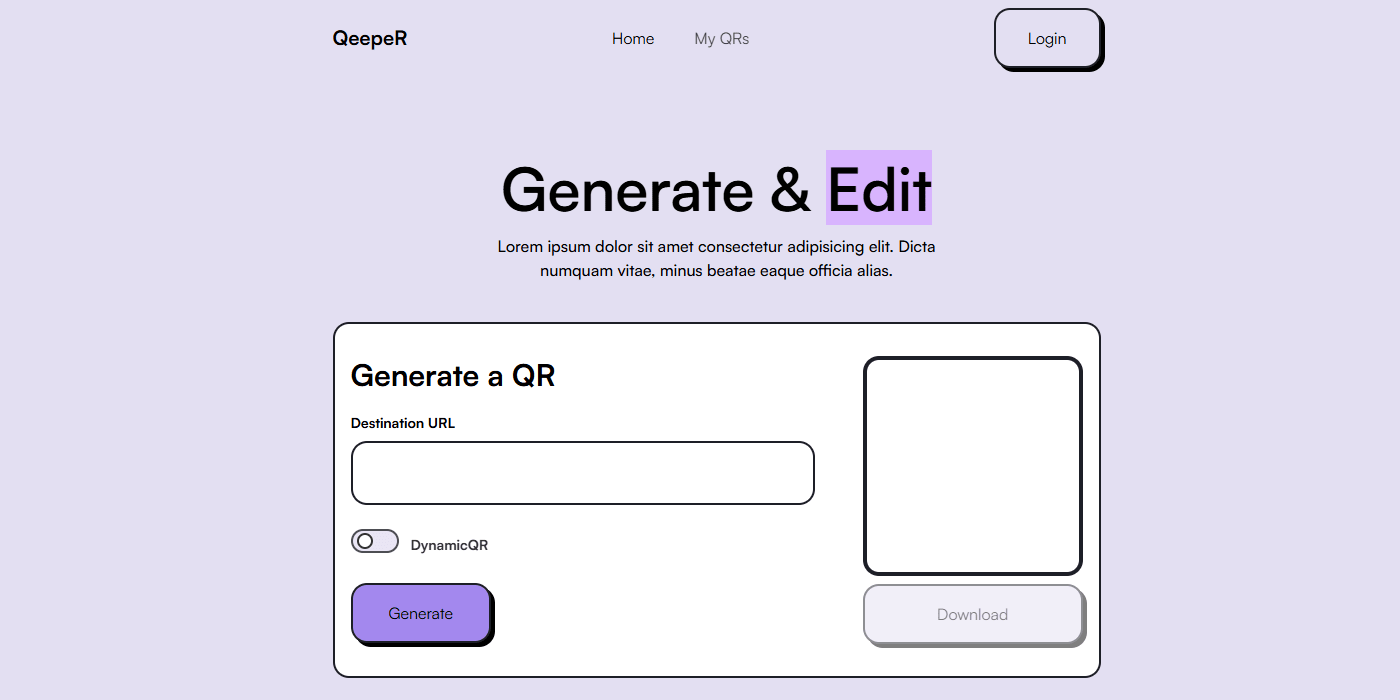 QeepeR
Home
My QRs
Login
Generate & Edit
Lorem ipsum dolor sit amet consectetur adipisicing elit. Dicta
numquam vitae, minus beatae eaque officia alias.
Generate a QR
Destination URL
DynamicQR
Generate
Download